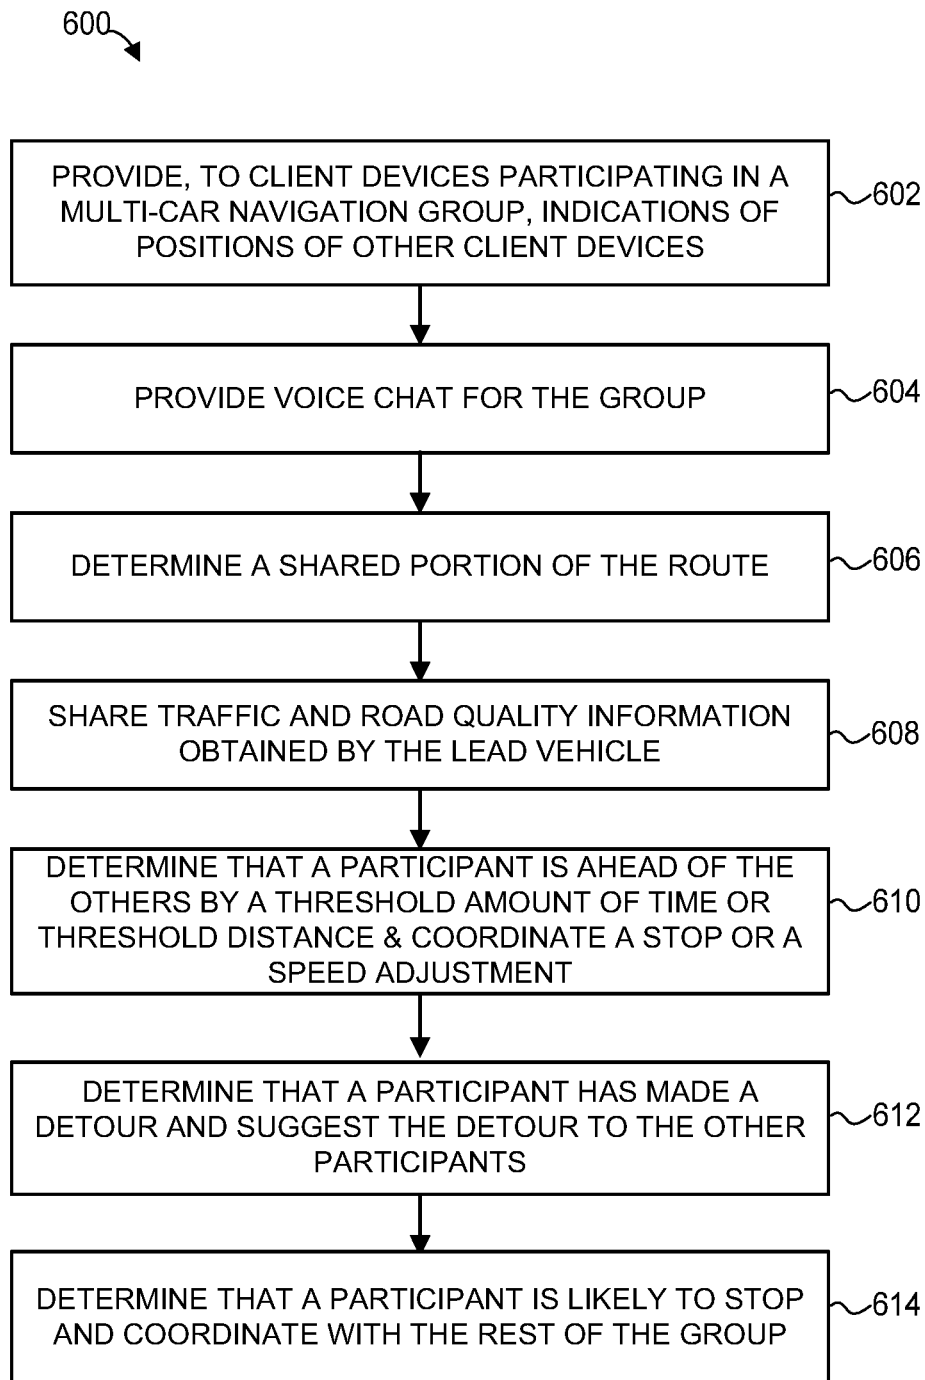 600
PROVIDE, TO CLIENT DEVICES PARTICIPATING IN A
MULTI-CAR NAVIGATION GROUP, INDICATIONS OF
POSITIONS OF OTHER CLIENT DEVICES
602
PROVIDE VOICE CHAT FOR THE GROUP
604
DETERMINE A SHARED PORTION OF THE ROUTE
606
SHARE TRAFFIC AND ROAD QUALITY INFORMATION
OBTAINED BY THE LEAD VEHICLE
608
DETERMINE THAT A PARTICIPANT IS AHEAD OF THE
OTHERS BY A THRESHOLD AMOUNT OF TIME OR
THRESHOLD DISTANCE & COORDINATE A STOP OR A
SPEED ADJUSTMENT
610
DETERMINE THAT A PARTICIPANT HAS MADE A
DETOUR AND SUGGEST THE DETOUR TO THE OTHER
PARTICIPANTS
612
DETERMINE THAT A PARTICIPANT IS LIKELY TO STOP
AND COORDINATE WITH THE REST OF THE GROUP
614